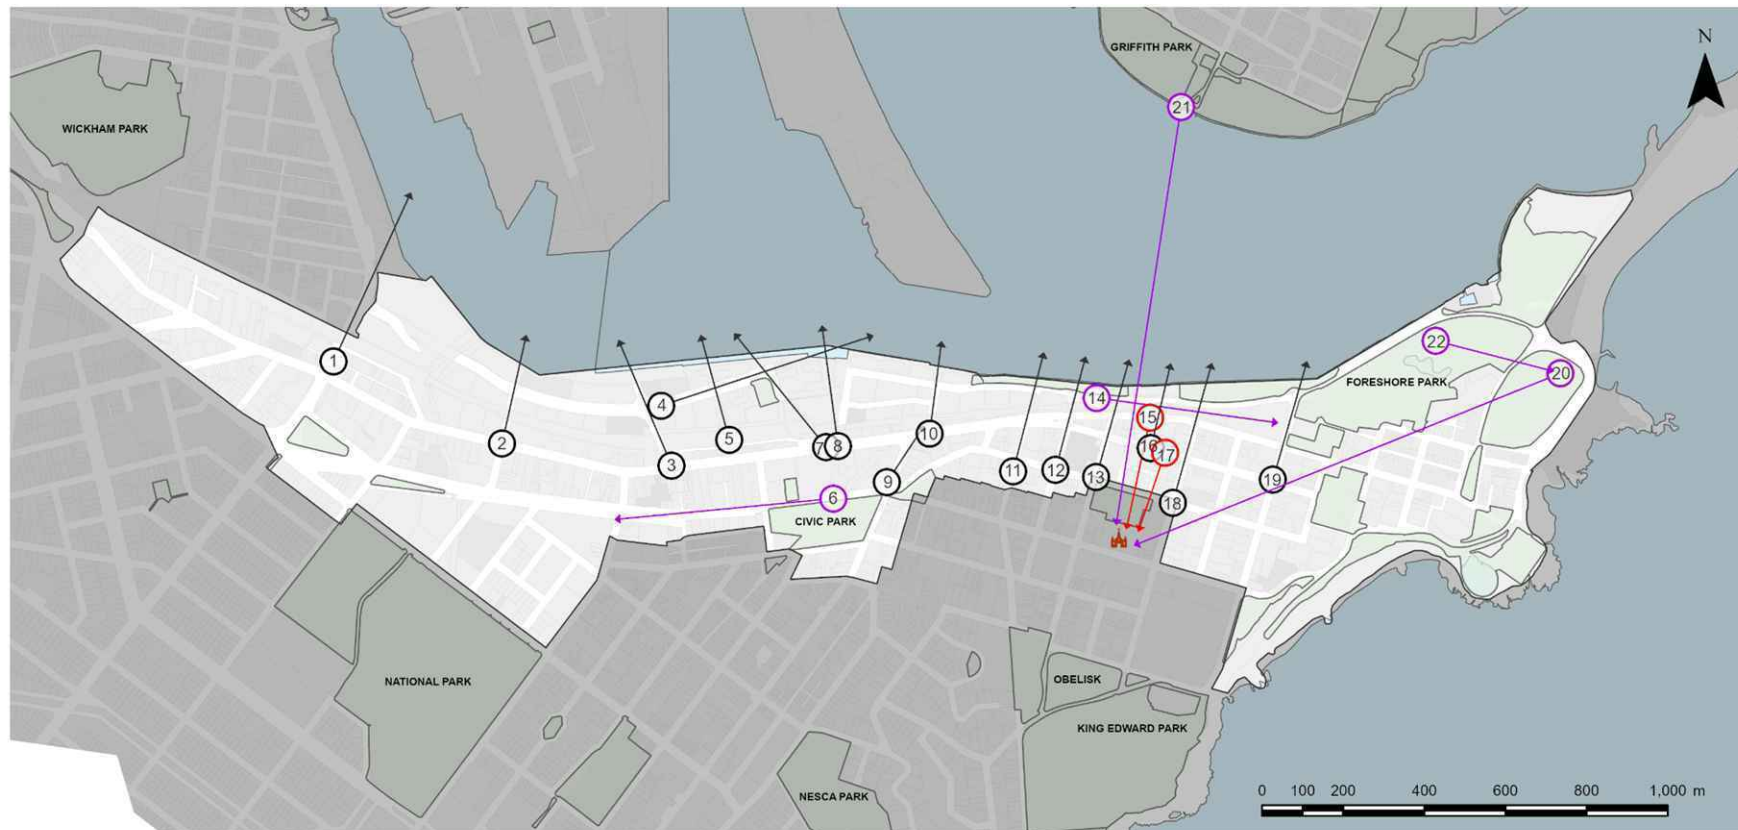 GRIFFITH PARK
N
21
WICKHAM PARK
1
22
20
FORESHORE PARK
4
14
15
2
5
7
8
10
16
17
3
11
12
13
19
9
6
18
CIVIC PARK
NATIONAL PARK
OBELISK
KING EDWARD PARK
NESCA PARK
0 100 200 400 600 800 1,000 m